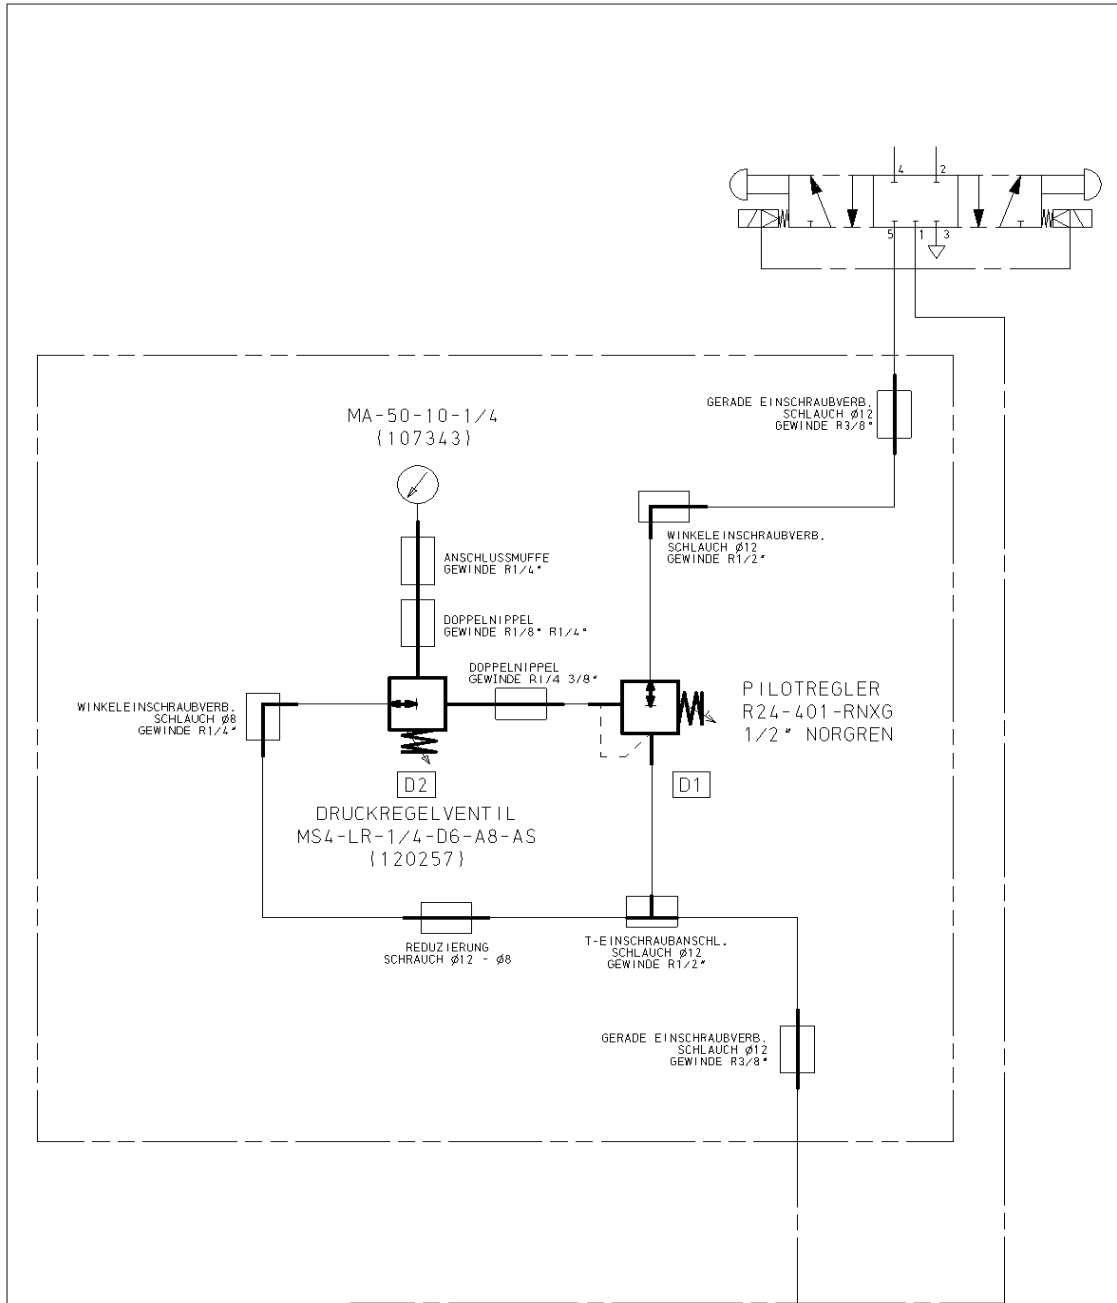 4 2
5 1 3
GERADE EINSCHRAUBVERB.
SCHLAUCH Ø12
GEWINDE R3/8"
MA-50-10-1/4
(107343)
WINKELEINSCHRAUBVERB.
SCHLAUCH Ø12
GEWINDE R1/2"
ANSCHLUSSMUFFE
GEWINDE R1/4"
DOPPELNIPPEL
GEWINDE R1/8" R1/4"
DOPPELNIPPEL
GEWINDE R1/4 3/8"
WINKELEINSCHRAUBVERB.
SCHLAUCH Ø8
GEWINDE R1/4"
PILOTREGLER
R24-401-RNXG
1/2" NORGREN
D2
D1
DRUCKREGELVENTIL
MS4-LR-1/4-D6-A8-AS
(120257)
REDUZIERUNG
SCHRAUCH Ø12 - Ø8
T-EINSCHRAUBANSCHL.
SCHLAUCH Ø12
GEWINDE R1/2"
GERADE EINSCHRAUBVERB.
SCHLAUCH Ø12
GEWINDE R3/8"